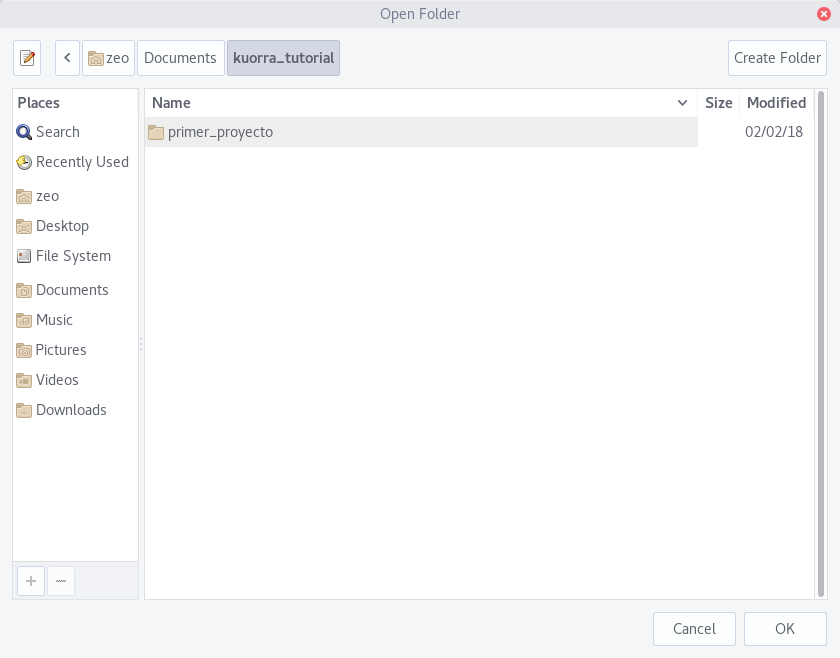 Open Folder
zeo Documents kuorra_tutorial Create Folder
Places
Search
Recently Used
zeo
Desktop
File System
Documents
Music
Pictures
Videos
Downloads
Name Size Modified
primer_proyecto 02/02/18
Cancel OK